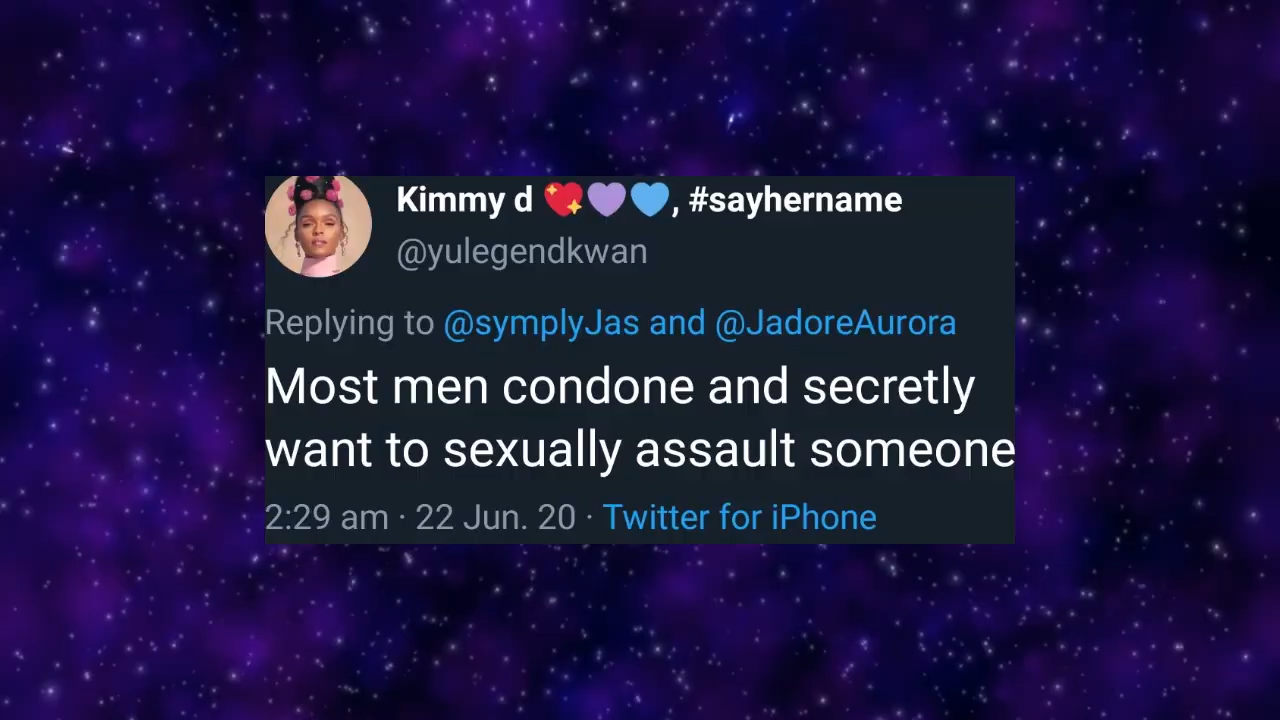 Kimmy d 💖💜💙, #sayhername
@yulegendkwan
Replying to @symplyJas and @JadoreAurora
Most men condone and secretly
want to sexually assault someone
2:29 am · 22 Jun. 20 · Twitter for iPhone